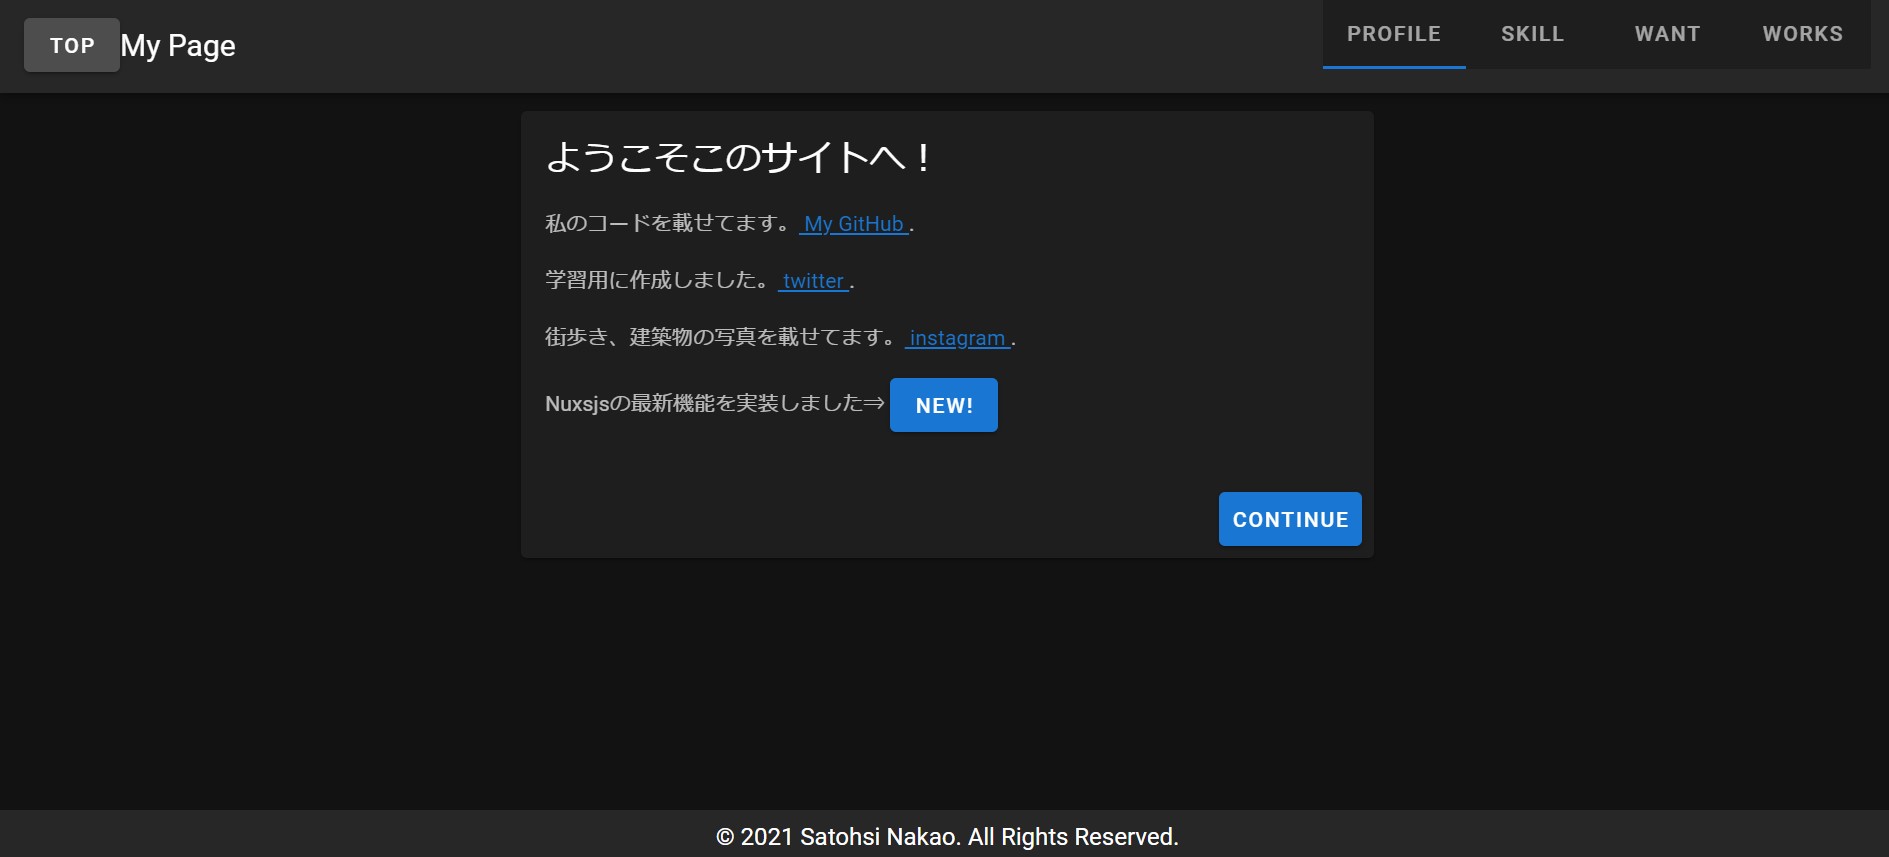 TOP My Page PROFILE SKILL WANT WORKS
ようこそこのサイトへ！
私のコードを載せてます。 My GitHub .
学習用に作成しました。 twitter .
街歩き、建築物の写真を載せてます。 instagram .
Nuxsjsの最新機能を実装しました⇒ NEW!
CONTINUE
© 2021 Satohsi Nakao. All Rights Reserved.